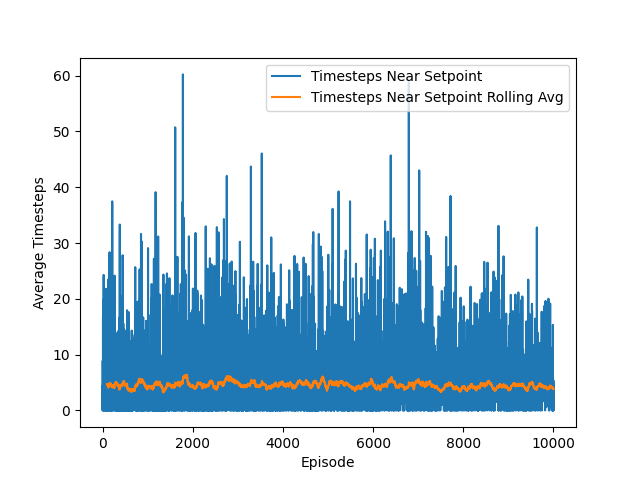 Timesteps Near Setpoint
Timesteps Near Setpoint Rolling Avg
60
50
40
30
20
10
0
Average Timesteps
0 2000 4000 6000 8000 10000
Episode